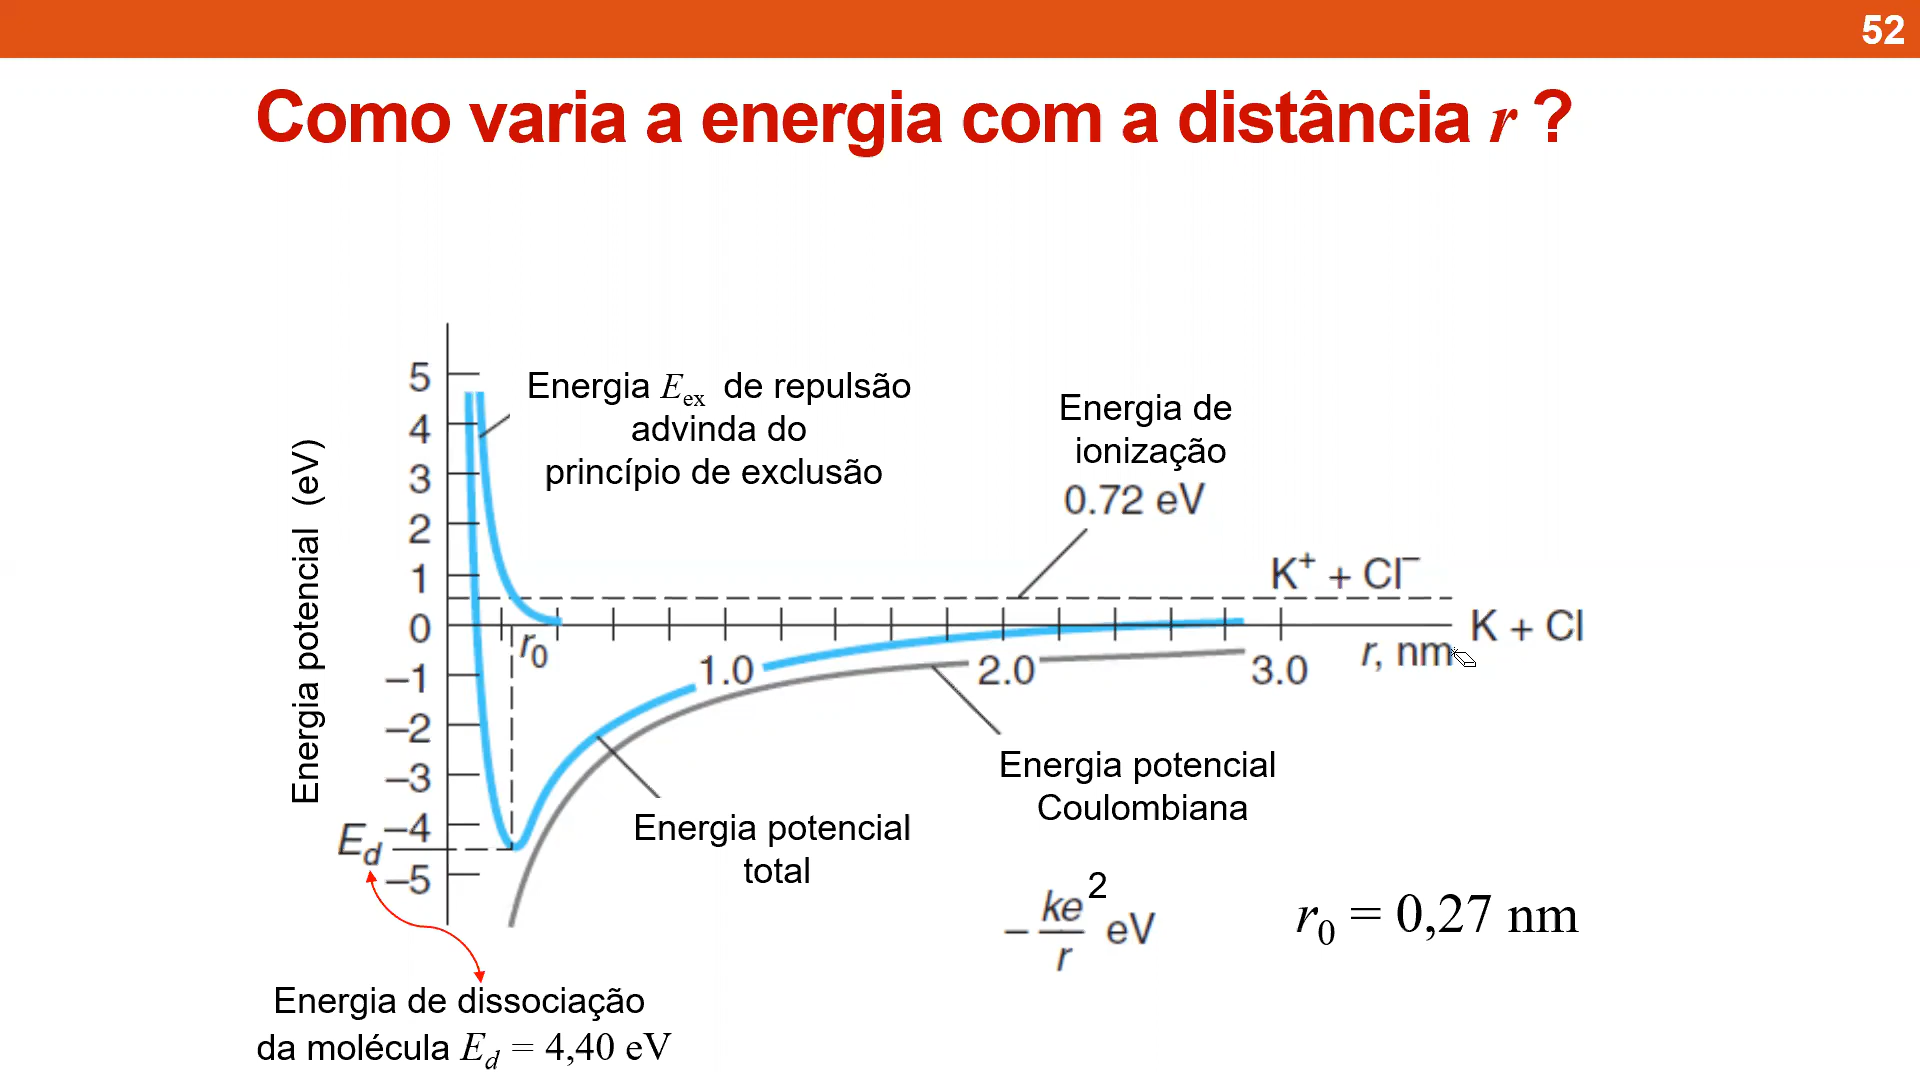 52
Como varia a energia com a distância r ?
Energia potencial (eV)
5
4
3
2
1
0
–1
–2
–3
–4
–5
E_d
Energia E_ex de repulsão
advinda do
princípio de exclusão
Energia de
ionização
0.72 eV
K⁺ + Cl⁻
K + Cl
r₀
1.0
2.0
3.0
r, nm
Energia potencial
total
Energia potencial
Coulombiana
– ke²/r eV
r₀ = 0,27 nm
Energia de dissociação
da molécula E_d = 4,40 eV